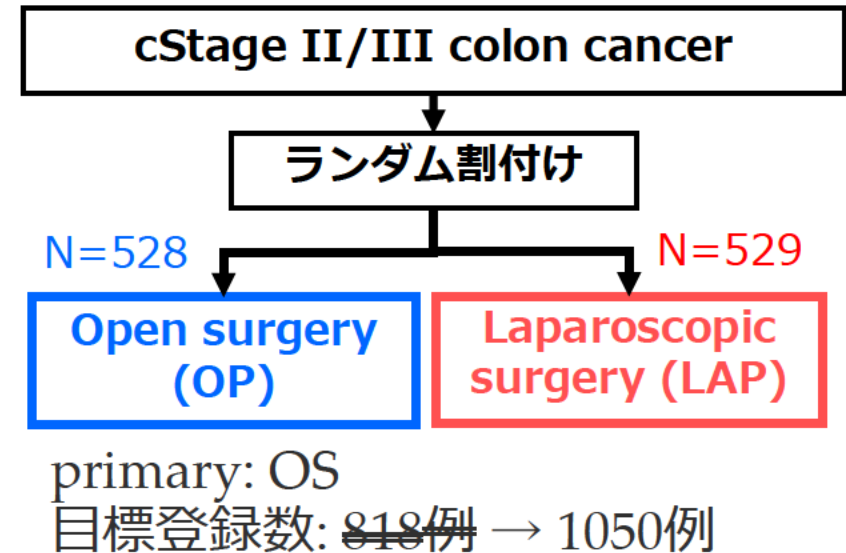 cStage II/III colon cancer
ランダム割付け
N=528
N=529
Open surgery
(OP)
Laparoscopic
surgery (LAP)
primary: OS
目標登録数: 818例 → 1050例